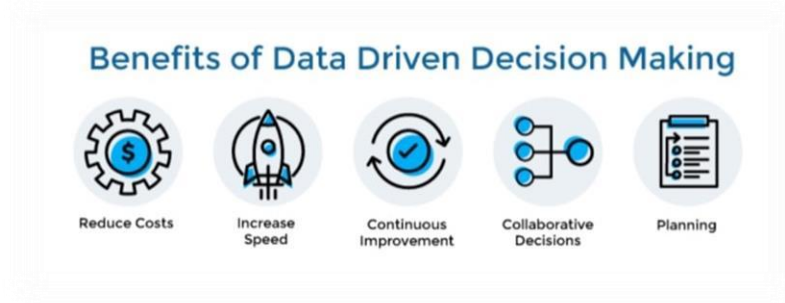 Benefits of Data Driven Decision Making
$
Reduce Costs
Increase
Speed
Continuous
Improvement
Collaborative
Decisions
Planning